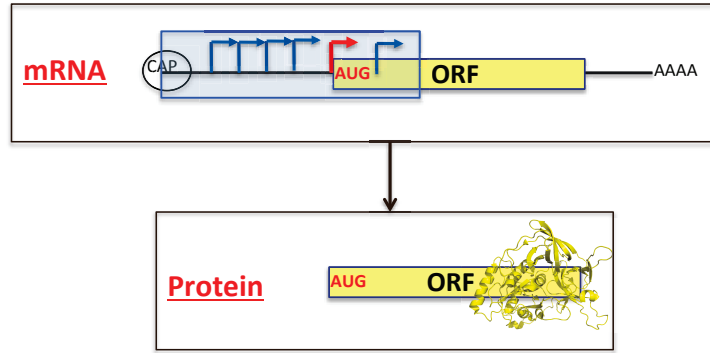 mRNA
CAP
AUG
ORF
AAAA
Protein
AUG
ORF